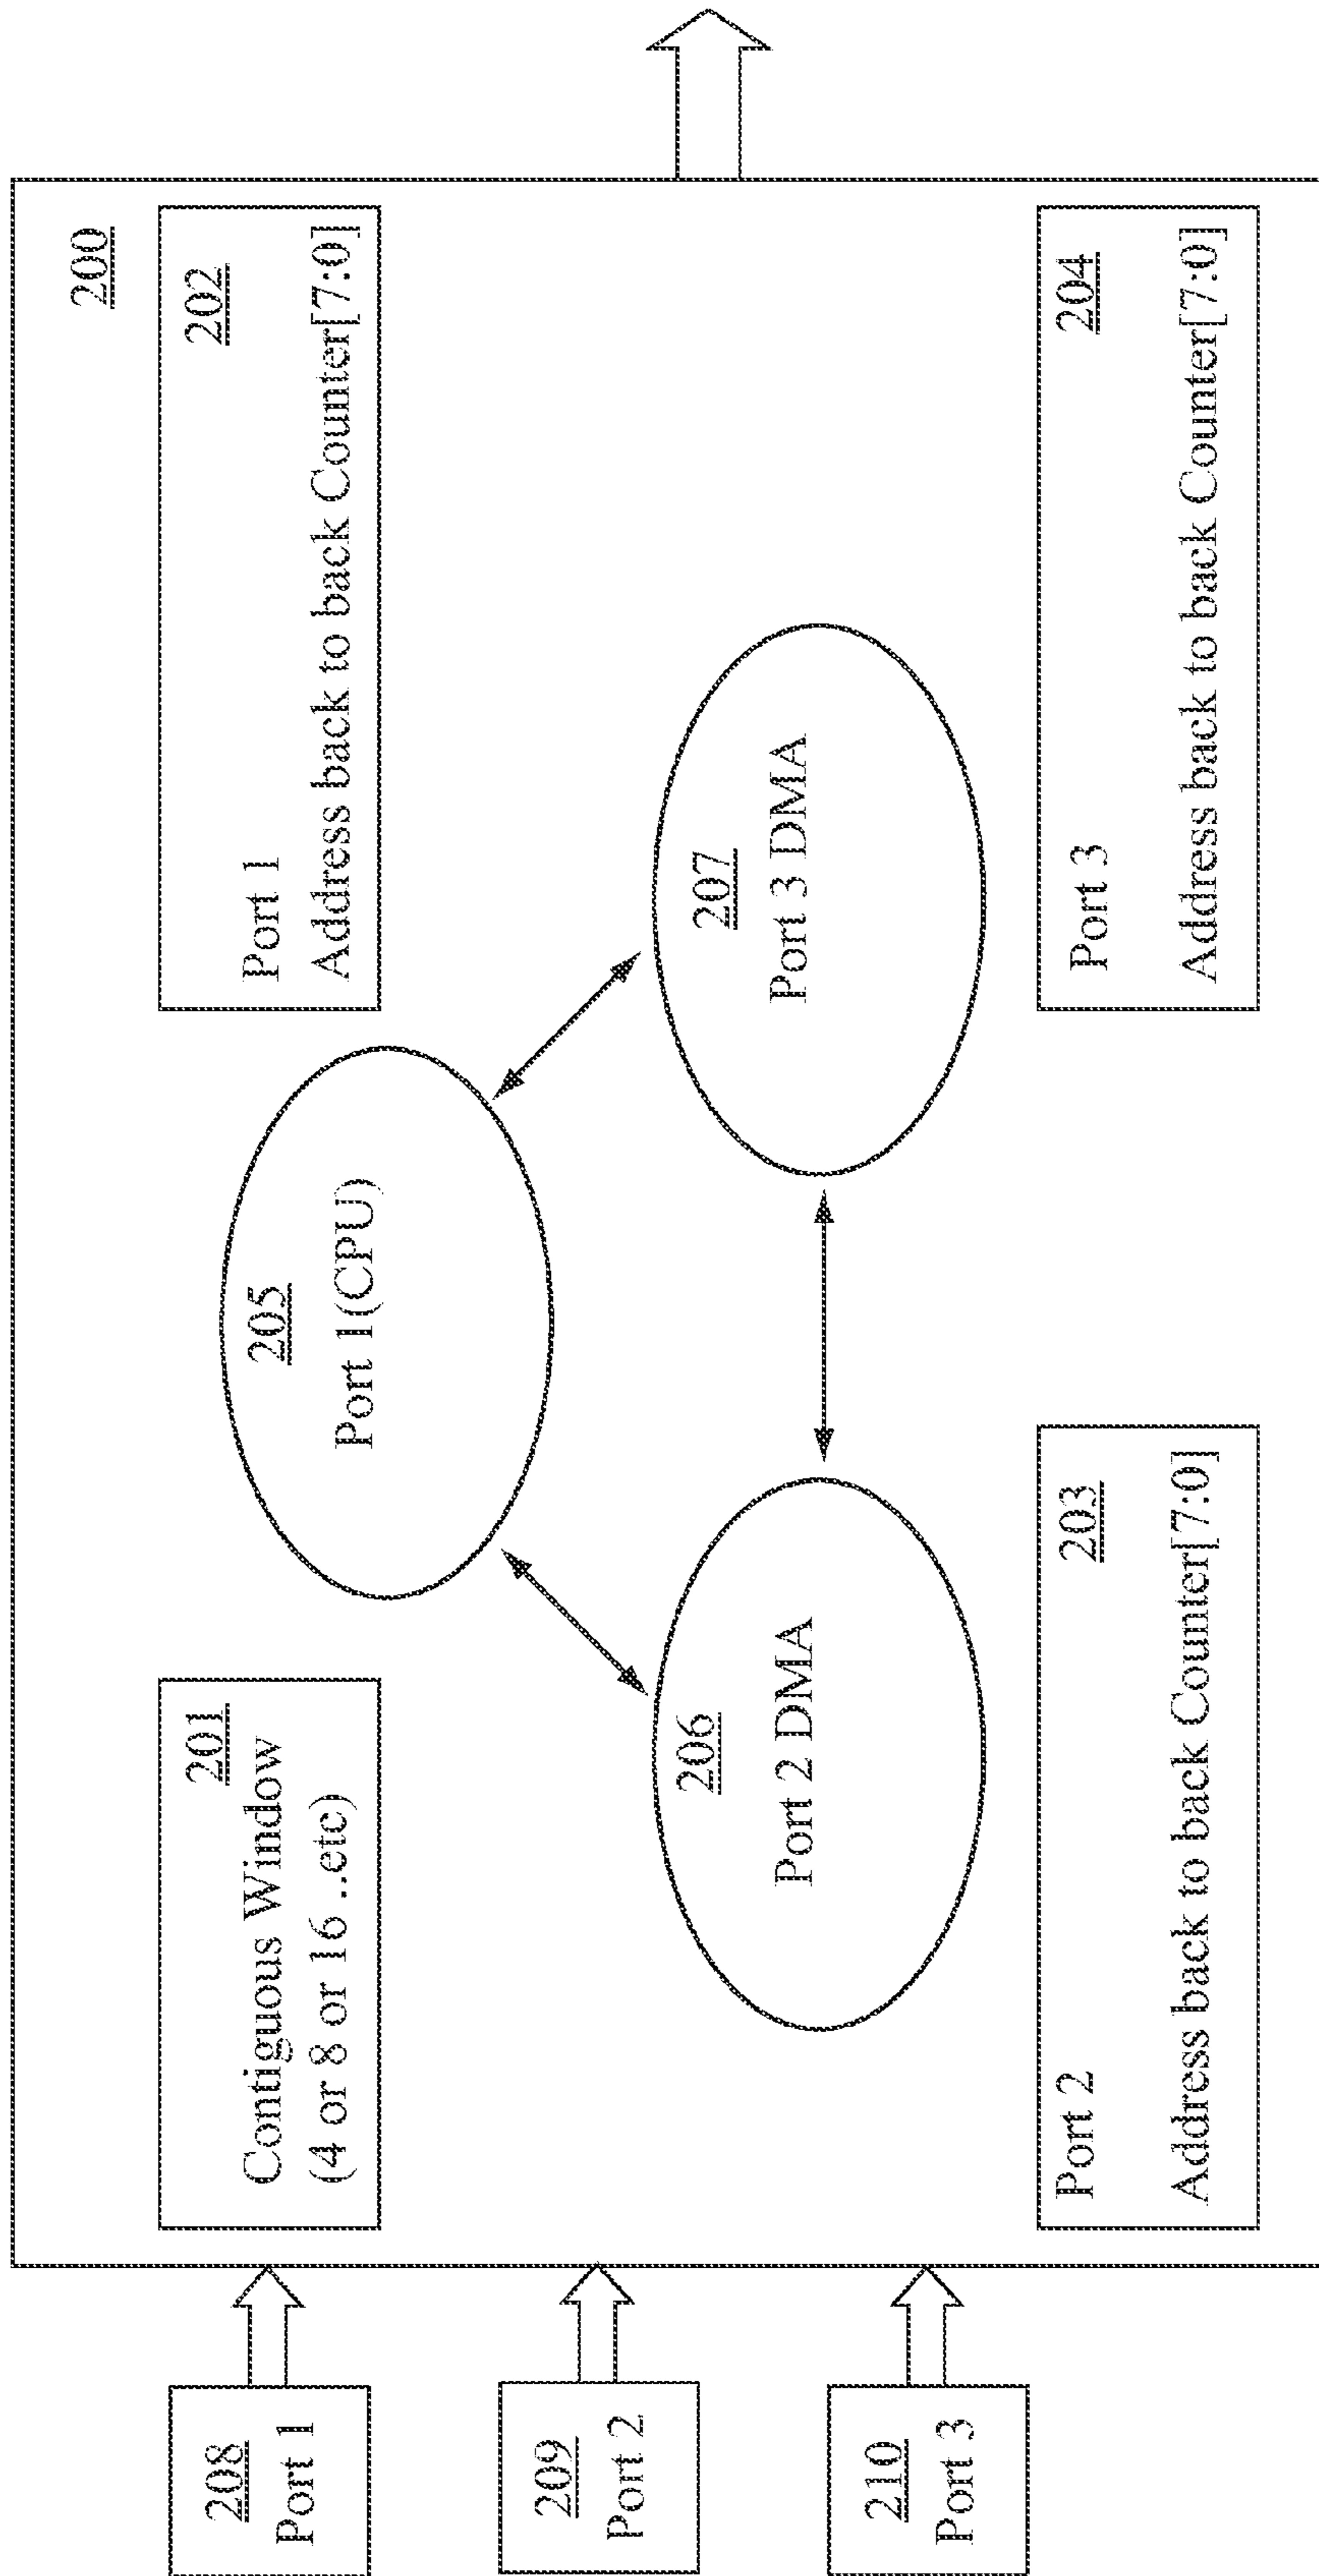 200
201
Contiguous Window
(4 or 8 or 16 ..etc)
202
Port 1
Address back to back Counter[7:0]
208
Port 1
205
Port 1(CPU)
209
Port 2
206
Port 2 DMA
207
Port 3 DMA
210
Port 3
203
Port 2
Address back to back Counter[7:0]
204
Port 3
Address back to back Counter[7:0]